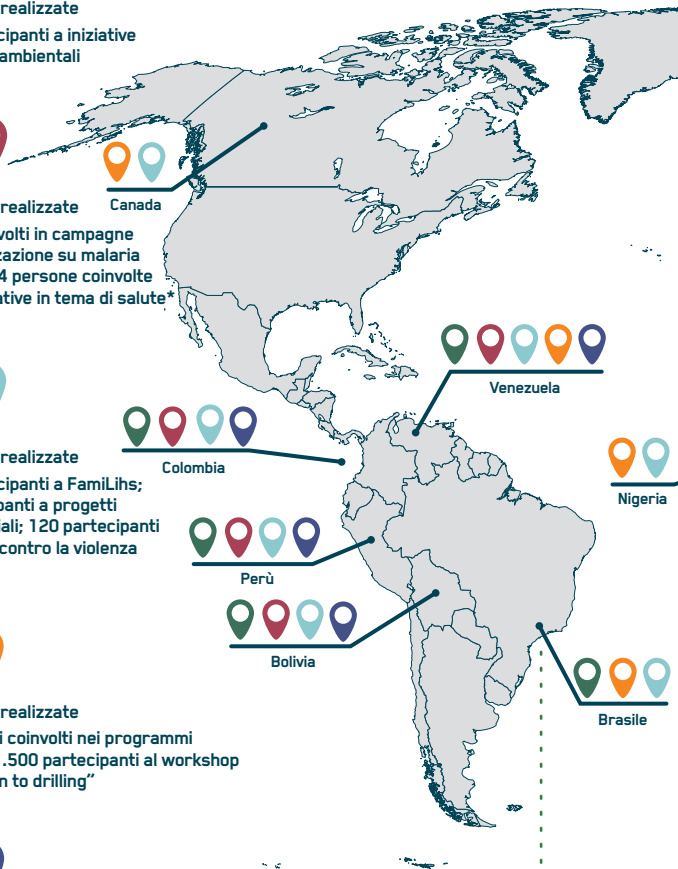 realizzate
cipanti a iniziative
ambientali
Canada
realizzate
volti in campagne
zazione su malaria
4 persone coinvolte
ative in tema di salute*
Venezuela
Colombia
Nigeria
realizzate
cipanti a FamiLihs;
panti a progetti
iali; 120 partecipanti
contro la violenza
Perù
Bolivia
Brasile
realizzate
i coinvolti nei programmi
.500 partecipanti al workshop
n to drilling”